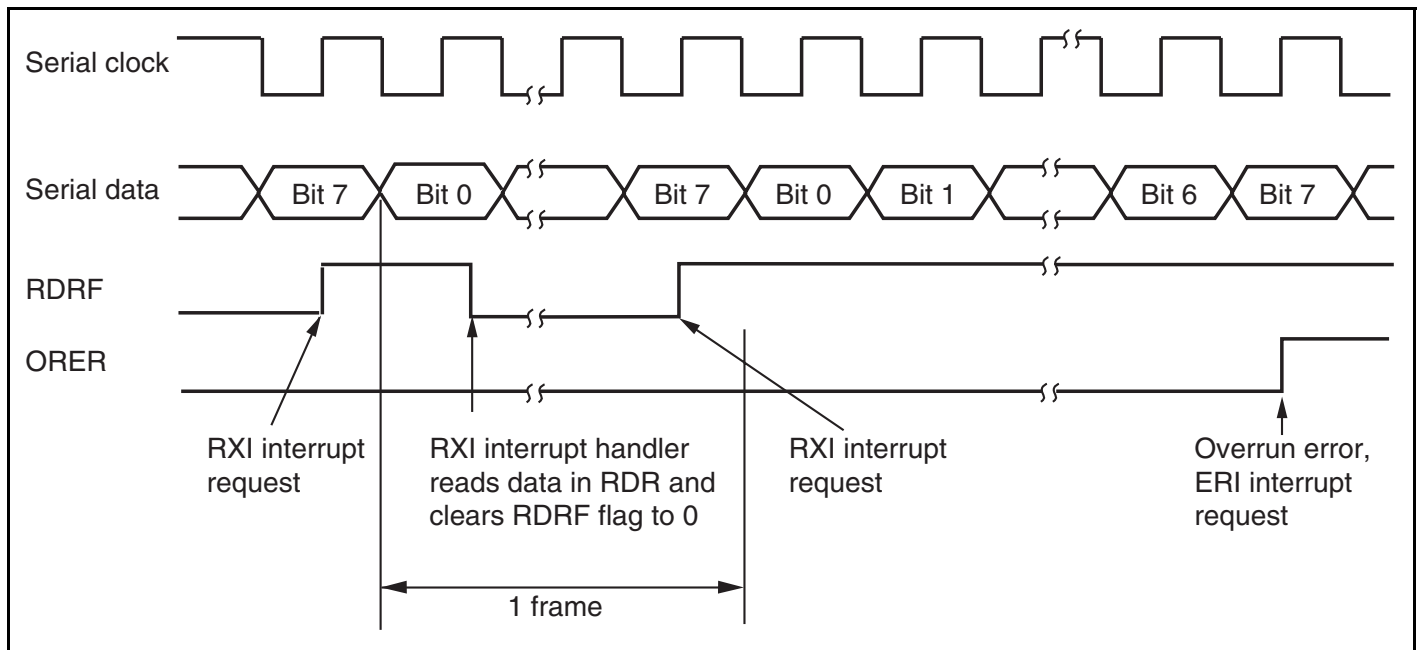 Serial clock
Serial data
Bit 7
Bit 0
Bit 7
Bit 0
Bit 1
Bit 6
Bit 7
RDRF
ORER
RXI interrupt
request
RXI interrupt handler
reads data in RDR and
clears RDRF flag to 0
RXI interrupt
request
Overrun error,
ERI interrupt
request
1 frame